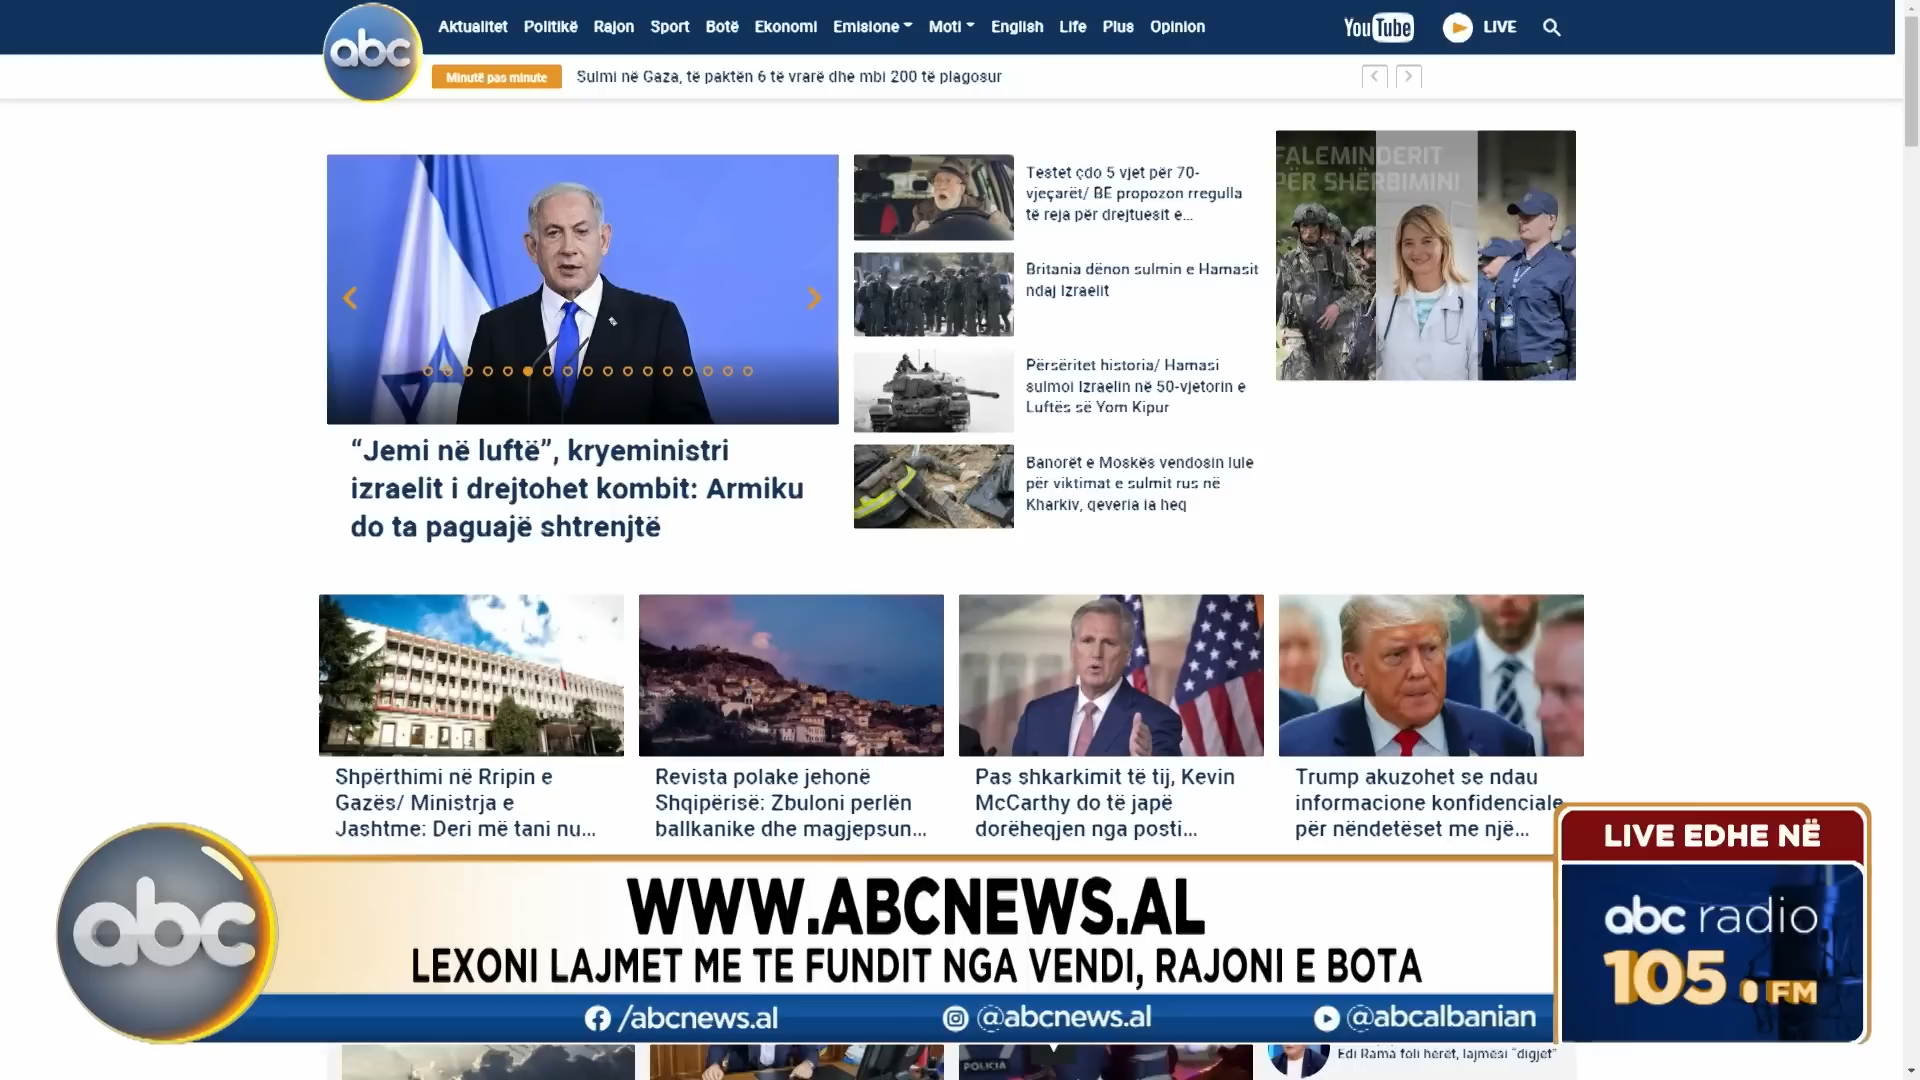 abc
Aktualitet Politikë Rajon Sport Botë Ekonomi Emisione Moti English Life Plus Opinion
YouTube
LIVE
Minutë pas minute
Sulmi në Gaza, të paktën 6 të vrarë dhe mbi 200 të plagosur
“Jemi në luftë”, kryeministri
izraelit i drejtohet kombit: Armiku
do ta paguajë shtrenjtë
Testet çdo 5 vjet për 70-
vjeçarët/ BE propozon rregulla
të reja për drejtuesit e...
Britania dënon sulmin e Hamasit
ndaj Izraelit
Përsëritet historia/ Hamasi
sulmoi Izraelin në 50-vjetorin e
Luftës së Yom Kipur
Banorët e Moskës vendosin lule
për viktimat e sulmit rus në
Kharkiv, qeveria ia heq
FALEMINDERIT
PËR SHËRBIMIN!
Shpërthimi në Rripin e
Gazës/ Ministrja e
Jashtme: Deri më tani nu...
Revista polake jehonë
Shqipërisë: Zbuloni perlën
ballkanike dhe magjepsun...
Pas shkarkimit të tij, Kevin
McCarthy do të japë
dorëheqjen nga posti...
Trump akuzohet se ndau
informacione konfidenciale
për nëndetëset me një...
abc
WWW.ABCNEWS.AL
LEXONI LAJMET ME TE FUNDIT NGA VENDI, RAJONI E BOTA
/abcnews.al
@abcnews.al
@abcalbanian
LIVE EDHE NË
abc radio
105.0 FM
POLICIA
Edi Rama foli herët, lajmësi “digjet”